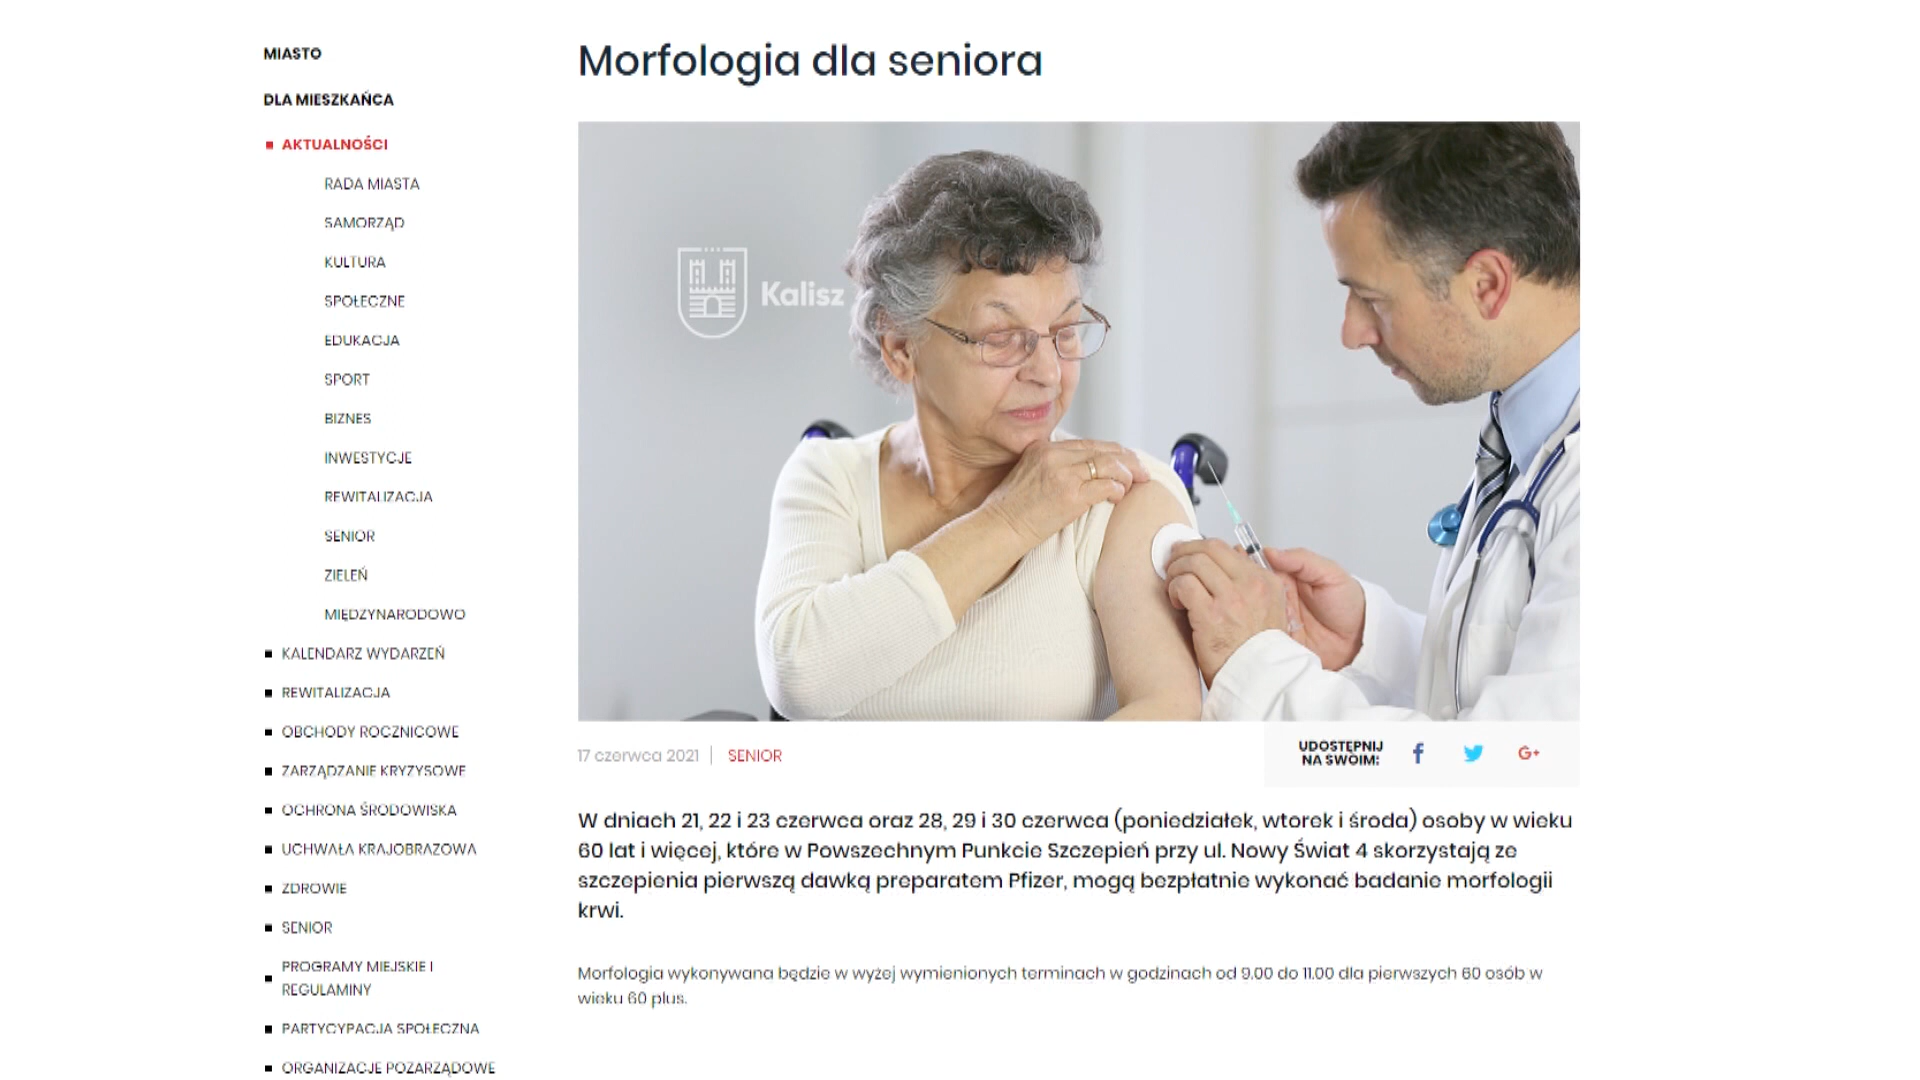 MIASTO
DLA MIESZKAŃCA
AKTUALNOŚCI
RADA MIASTA
SAMORZĄD
KULTURA
SPOŁECZNE
EDUKACJA
SPORT
BIZNES
INWESTYCJE
REWITALIZACJA
SENIOR
ZIELEŃ
MIĘDZYNARODOWO
KALENDARZ WYDARZEŃ
REWITALIZACJA
OBCHODY ROCZNICOWE
ZARZĄDZANIE KRYZYSOWE
OCHRONA ŚRODOWISKA
UCHWAŁA KRAJOBRAZOWA
ZDROWIE
SENIOR
PROGRAMY MIEJSKIE I
REGULAMINY
PARTYCYPACJA SPOŁECZNA
ORGANIZACJE POZARZĄDOWE
Morfologia dla seniora
Kalisz
17 czerwca 2021 | SENIOR
UDOSTĘPNIJ
NA SWOIM:
G+
W dniach 21, 22 i 23 czerwca oraz 28, 29 i 30 czerwca (poniedziałek, wtorek i środa) osoby w wieku
60 lat i więcej, które w Powszechnym Punkcie Szczepień przy ul. Nowy Świat 4 skorzystają ze
szczepienia pierwszą dawką preparatem Pfizer, mogą bezpłatnie wykonać badanie morfologii
krwi.
Morfologia wykonywana będzie w wyżej wymienionych terminach w godzinach od 9.00 do 11.00 dla pierwszych 60 osób w
wieku 60 plus.